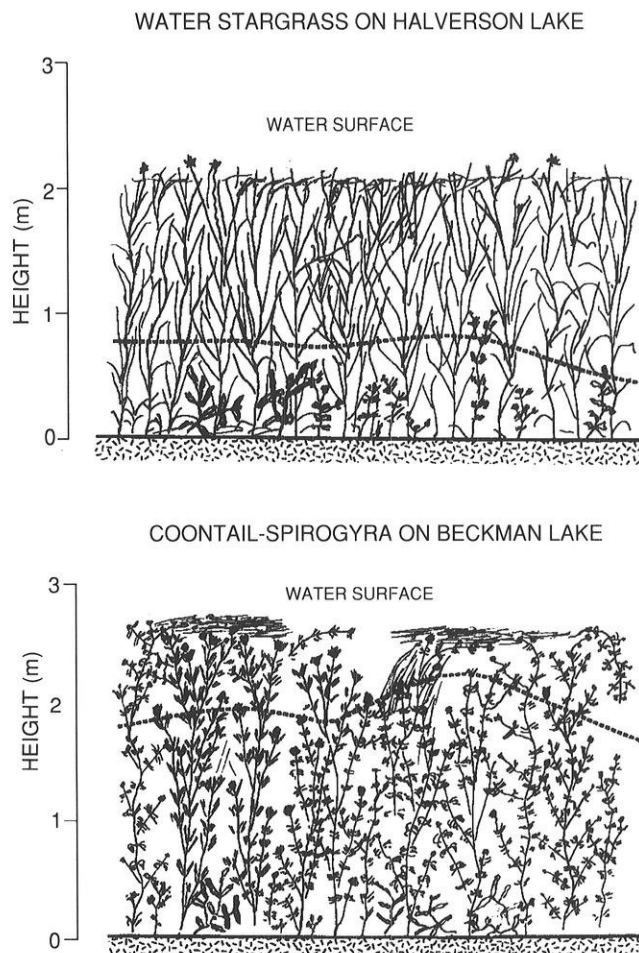 WATER STARGRASS ON HALVERSON LAKE
3
WATER SURFACE
2
HEIGHT (m)
1
0
COONTAIL-SPIROGYRA ON BECKMAN LAKE
3
WATER SURFACE
2
HEIGHT (m)
1
0